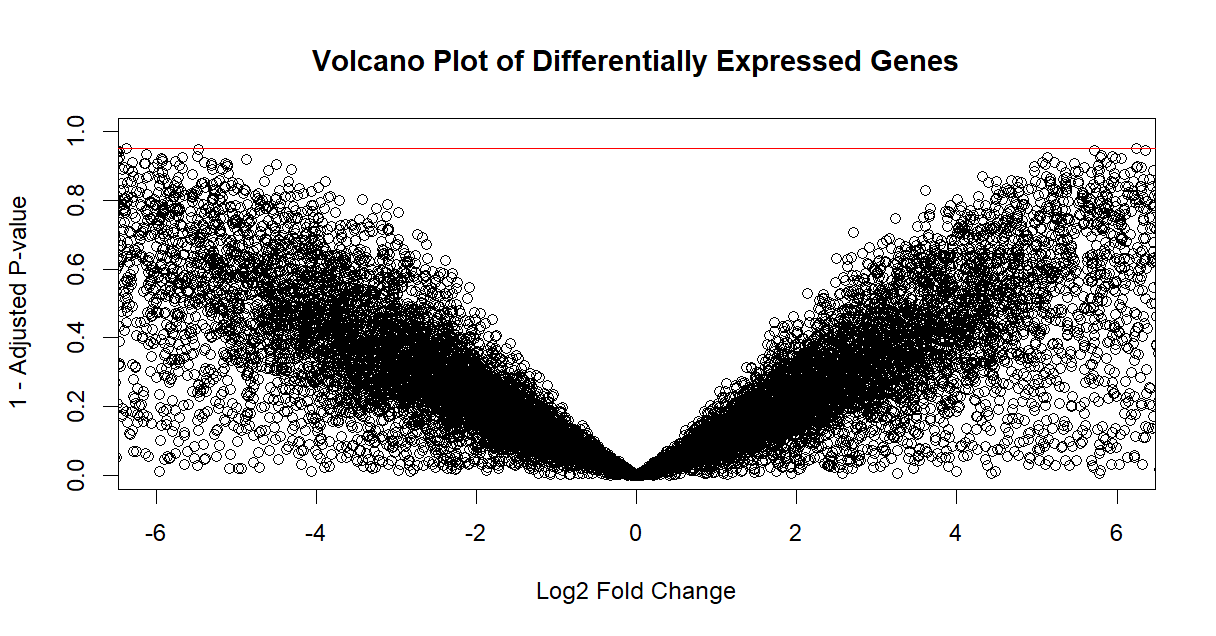 Volcano Plot of Differentially Expressed Genes
1 - Adjusted P-value
1.0
0.8
0.6
0.4
0.2
0.0
-6 -4 -2 0 2 4 6
Log2 Fold Change